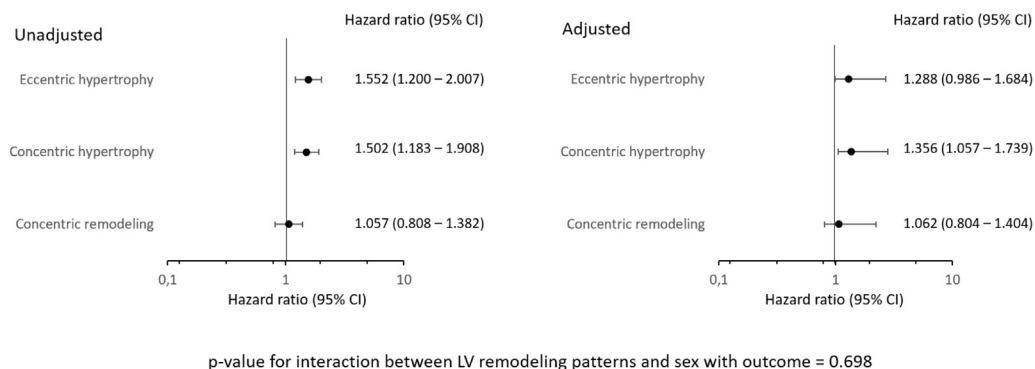 Unadjusted
Hazard ratio (95% CI)
Eccentric hypertrophy
1.552 (1.200 – 2.007)
Concentric hypertrophy
1.502 (1.183 – 1.908)
Concentric remodeling
1.057 (0.808 – 1.382)
0,1
1
10
Hazard ratio (95% CI)
Adjusted
Hazard ratio (95% CI)
Eccentric hypertrophy
1.288 (0.986 – 1.684)
Concentric hypertrophy
1.356 (1.057 – 1.739)
Concentric remodeling
1.062 (0.804 – 1.404)
0,1
1
10
Hazard ratio (95% CI)
p-value for interaction between LV remodeling patterns and sex with outcome = 0.698